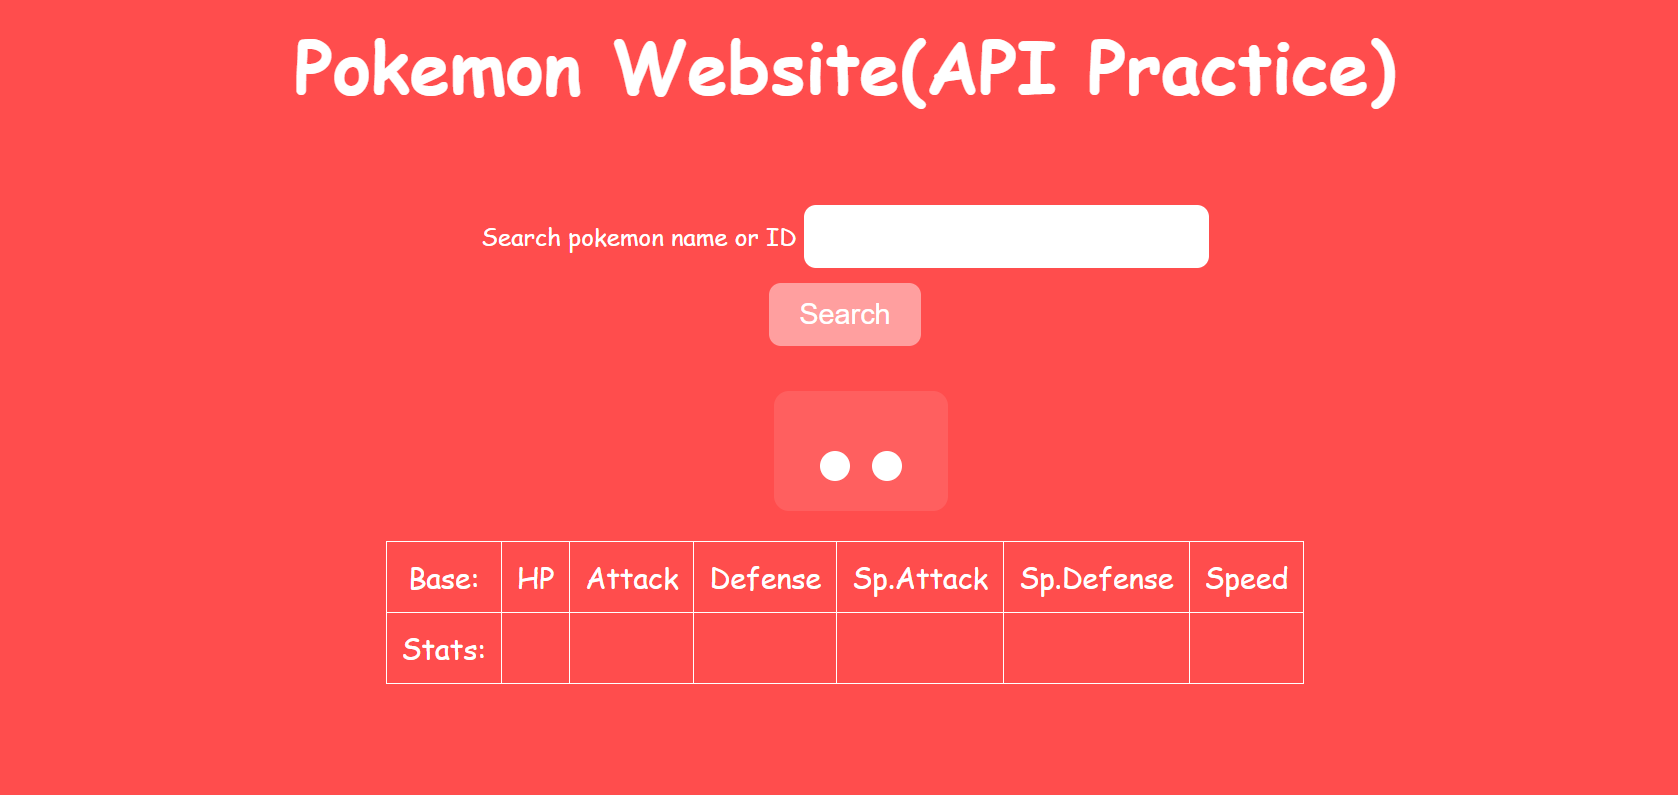 Pokemon Website(API Practice)
Search pokemon name or ID
Search
Base: HP Attack Defense Sp.Attack Sp.Defense Speed
Stats: